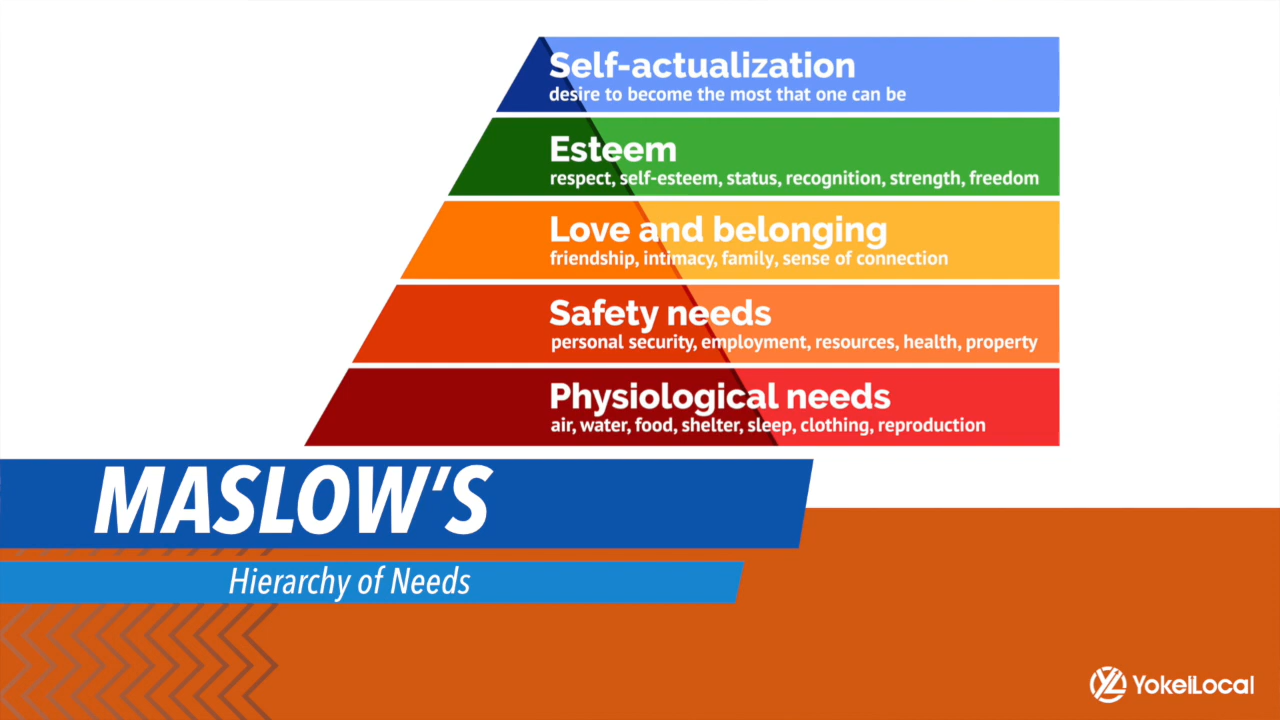 Self-actualization
desire to become the most that one can be
Esteem
respect, self-esteem, status, recognition, strength, freedom
Love and belonging
friendship, intimacy, family, sense of connection
Safety needs
personal security, employment, resources, health, property
Physiological needs
air, water, food, shelter, sleep, clothing, reproduction
MASLOW'S
Hierarchy of Needs
YokelLocal